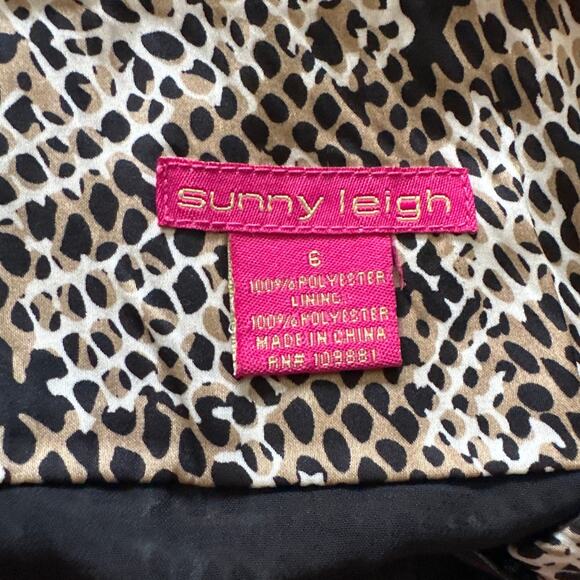 sunny leigh
6
100% POLYESTER
LINING:
100% POLYESTER
MADE IN CHINA
RN# 109881